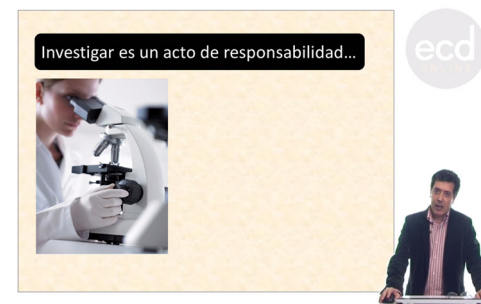 Investigar es un acto de responsabilidad...
ecd